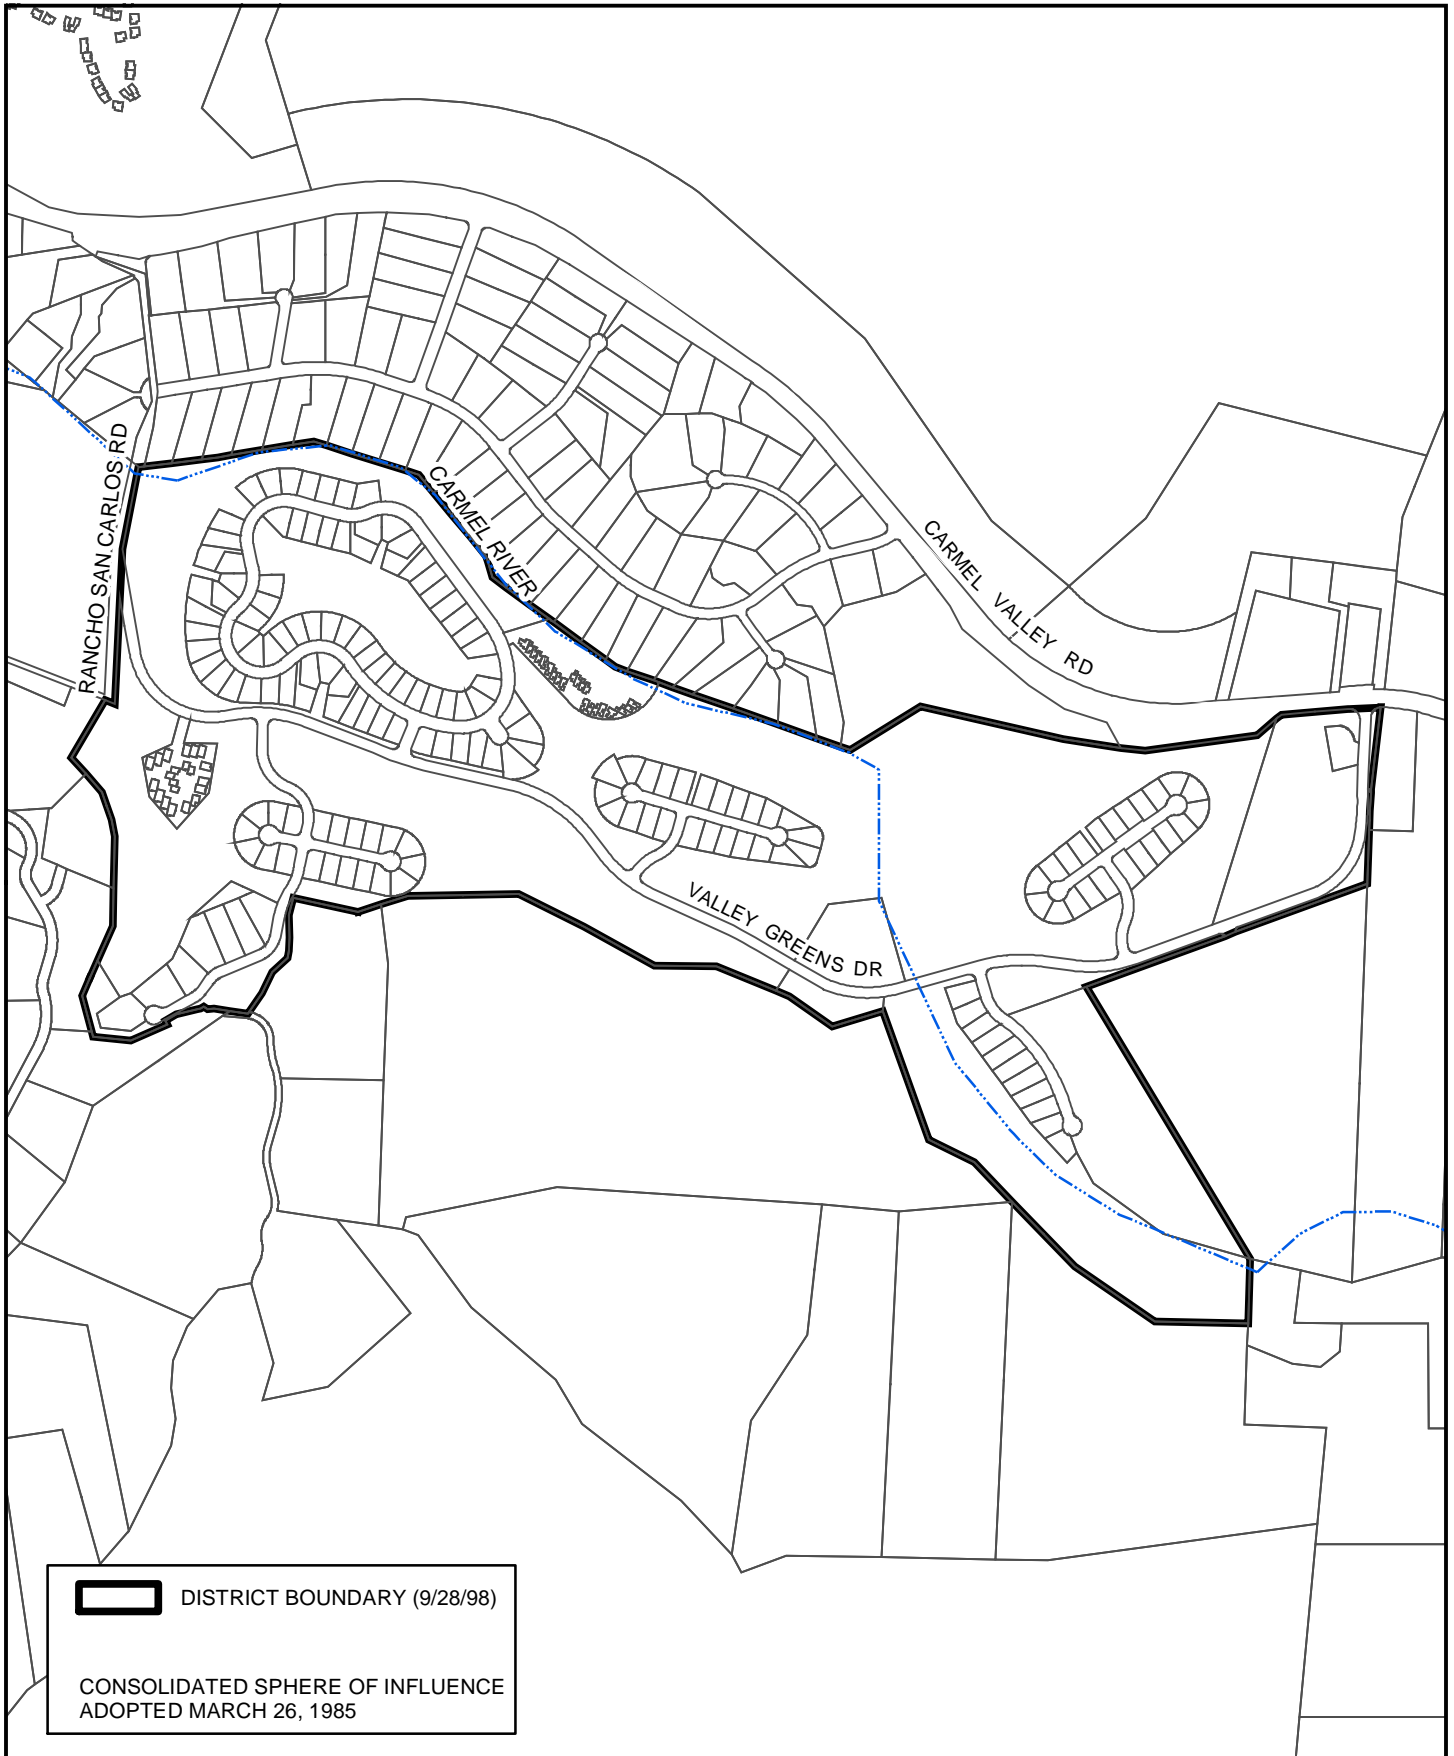 RANCHO SAN CARLOS RD
CARMEL RIVER
CARMEL VALLEY RD
VALLEY GREENS DR
DISTRICT BOUNDARY (9/28/98)
CONSOLIDATED SPHERE OF INFLUENCE
ADOPTED MARCH 26, 1985